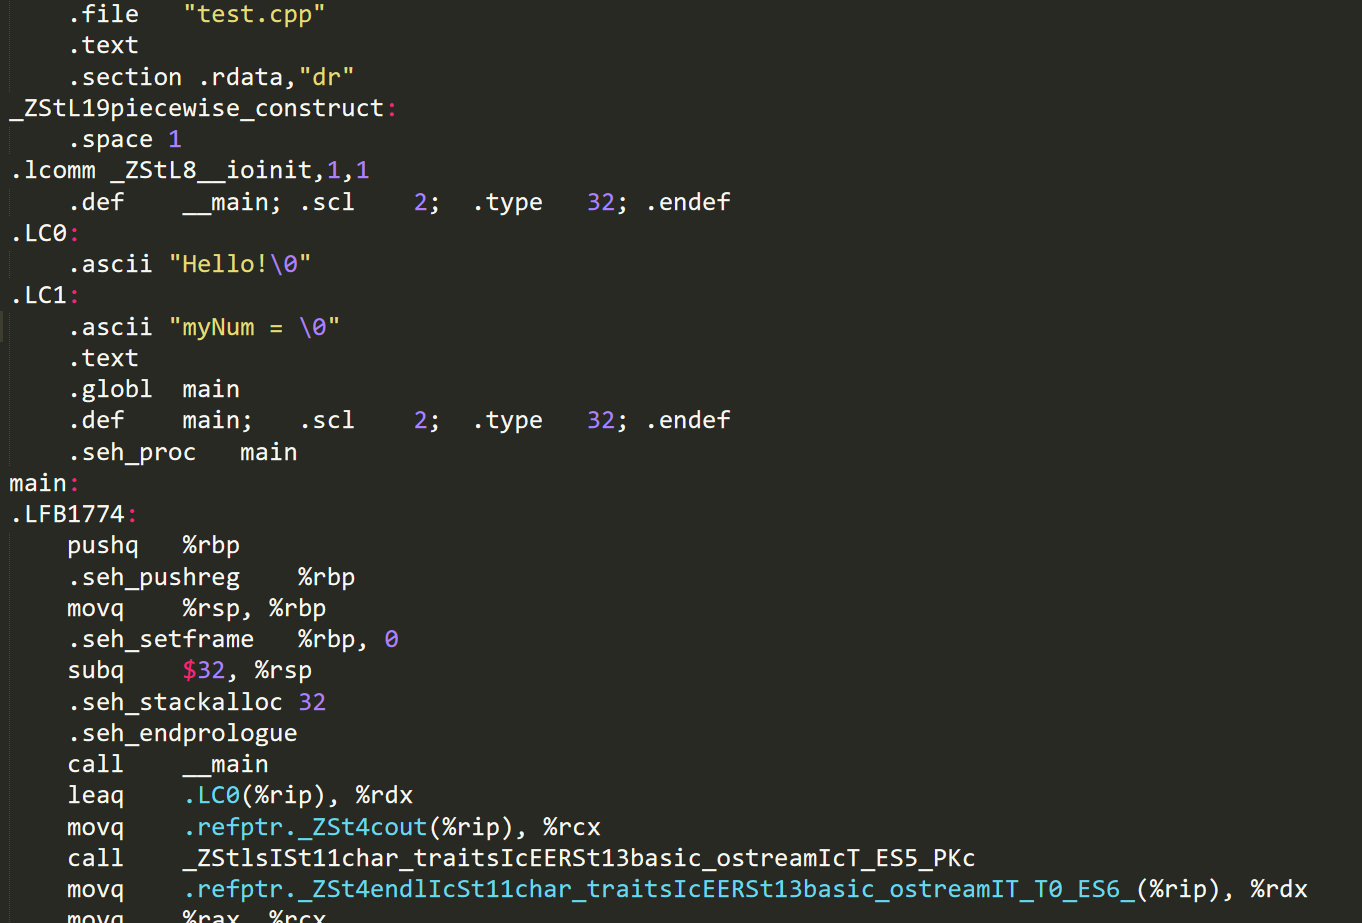 .file "test.cpp"
.text
.section .rdata,"dr"
_ZStL19piecewise_construct:
.space 1
.lcomm _ZStL8__ioinit,1,1
.def __main; .scl 2; .type 32; .endef
.LC0:
.ascii "Hello!\0"
.LC1:
.ascii "myNum = \0"
.text
.globl main
.def main; .scl 2; .type 32; .endef
.seh_proc main
main:
.LFB1774:
pushq %rbp
.seh_pushreg %rbp
movq %rsp, %rbp
.seh_setframe %rbp, 0
subq $32, %rsp
.seh_stackalloc 32
.seh_endprologue
call __main
leaq .LC0(%rip), %rdx
movq .refptr._ZSt4cout(%rip), %rcx
call _ZStlsISt11char_traitsIcEERSt13basic_ostreamIcT_ES5_PKc
movq .refptr._ZSt4endlIcSt11char_traitsIcEERSt13basic_ostreamIT_T0_ES6_(%rip), %rdx
movq %rax, %rcx